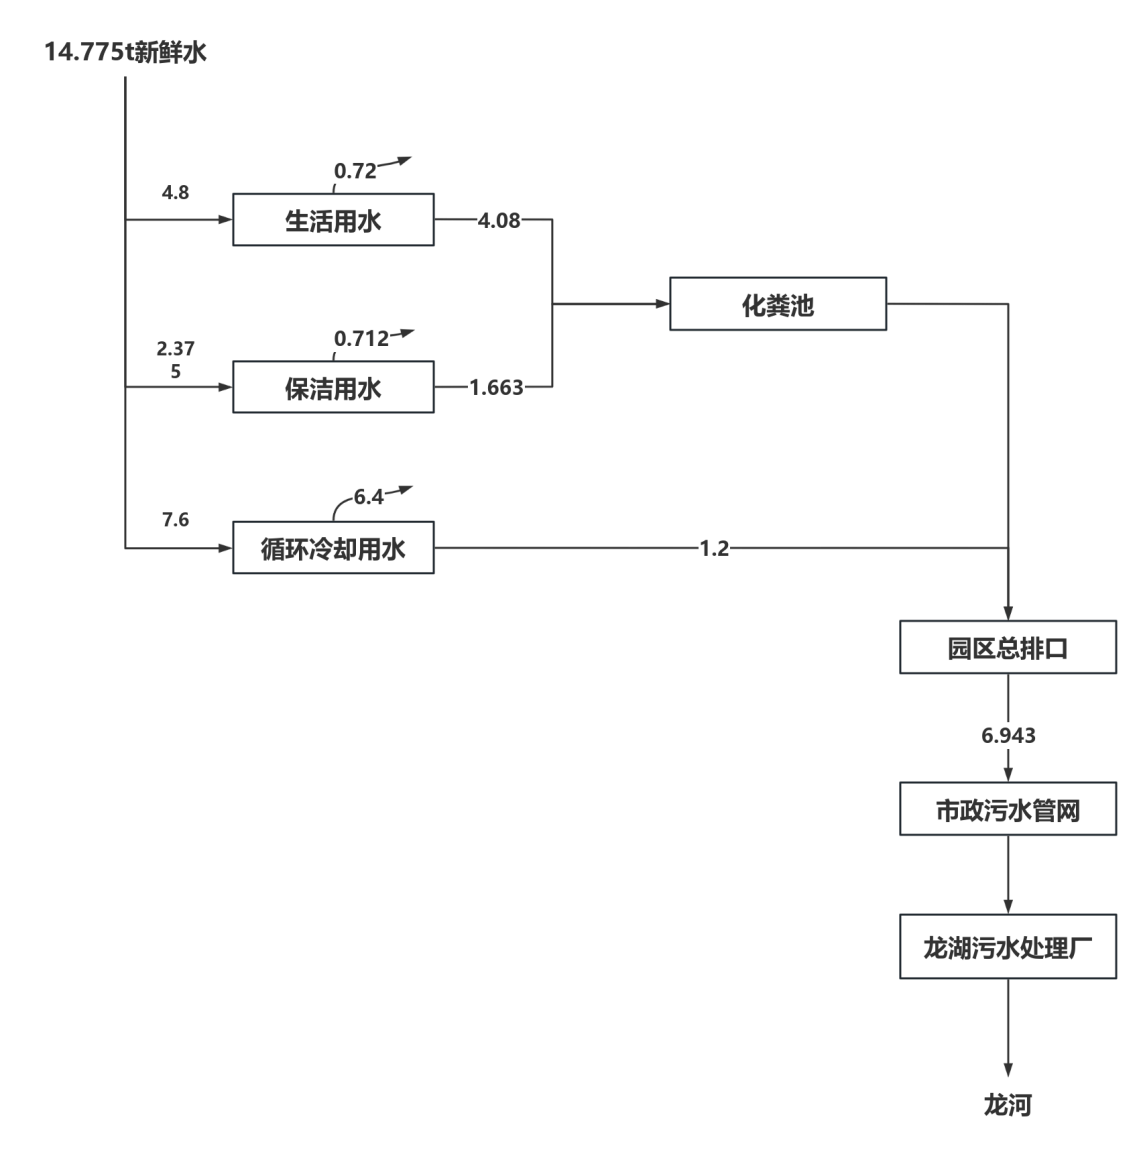 14.775t新鲜水
0.72
4.8
生活用水
4.08
化粪池
0.712
2.37
5
保洁用水
1.663
6.4
7.6
循环冷却用水
1.2
园区总排口
6.943
市政污水管网
龙湖污水处理厂
龙河